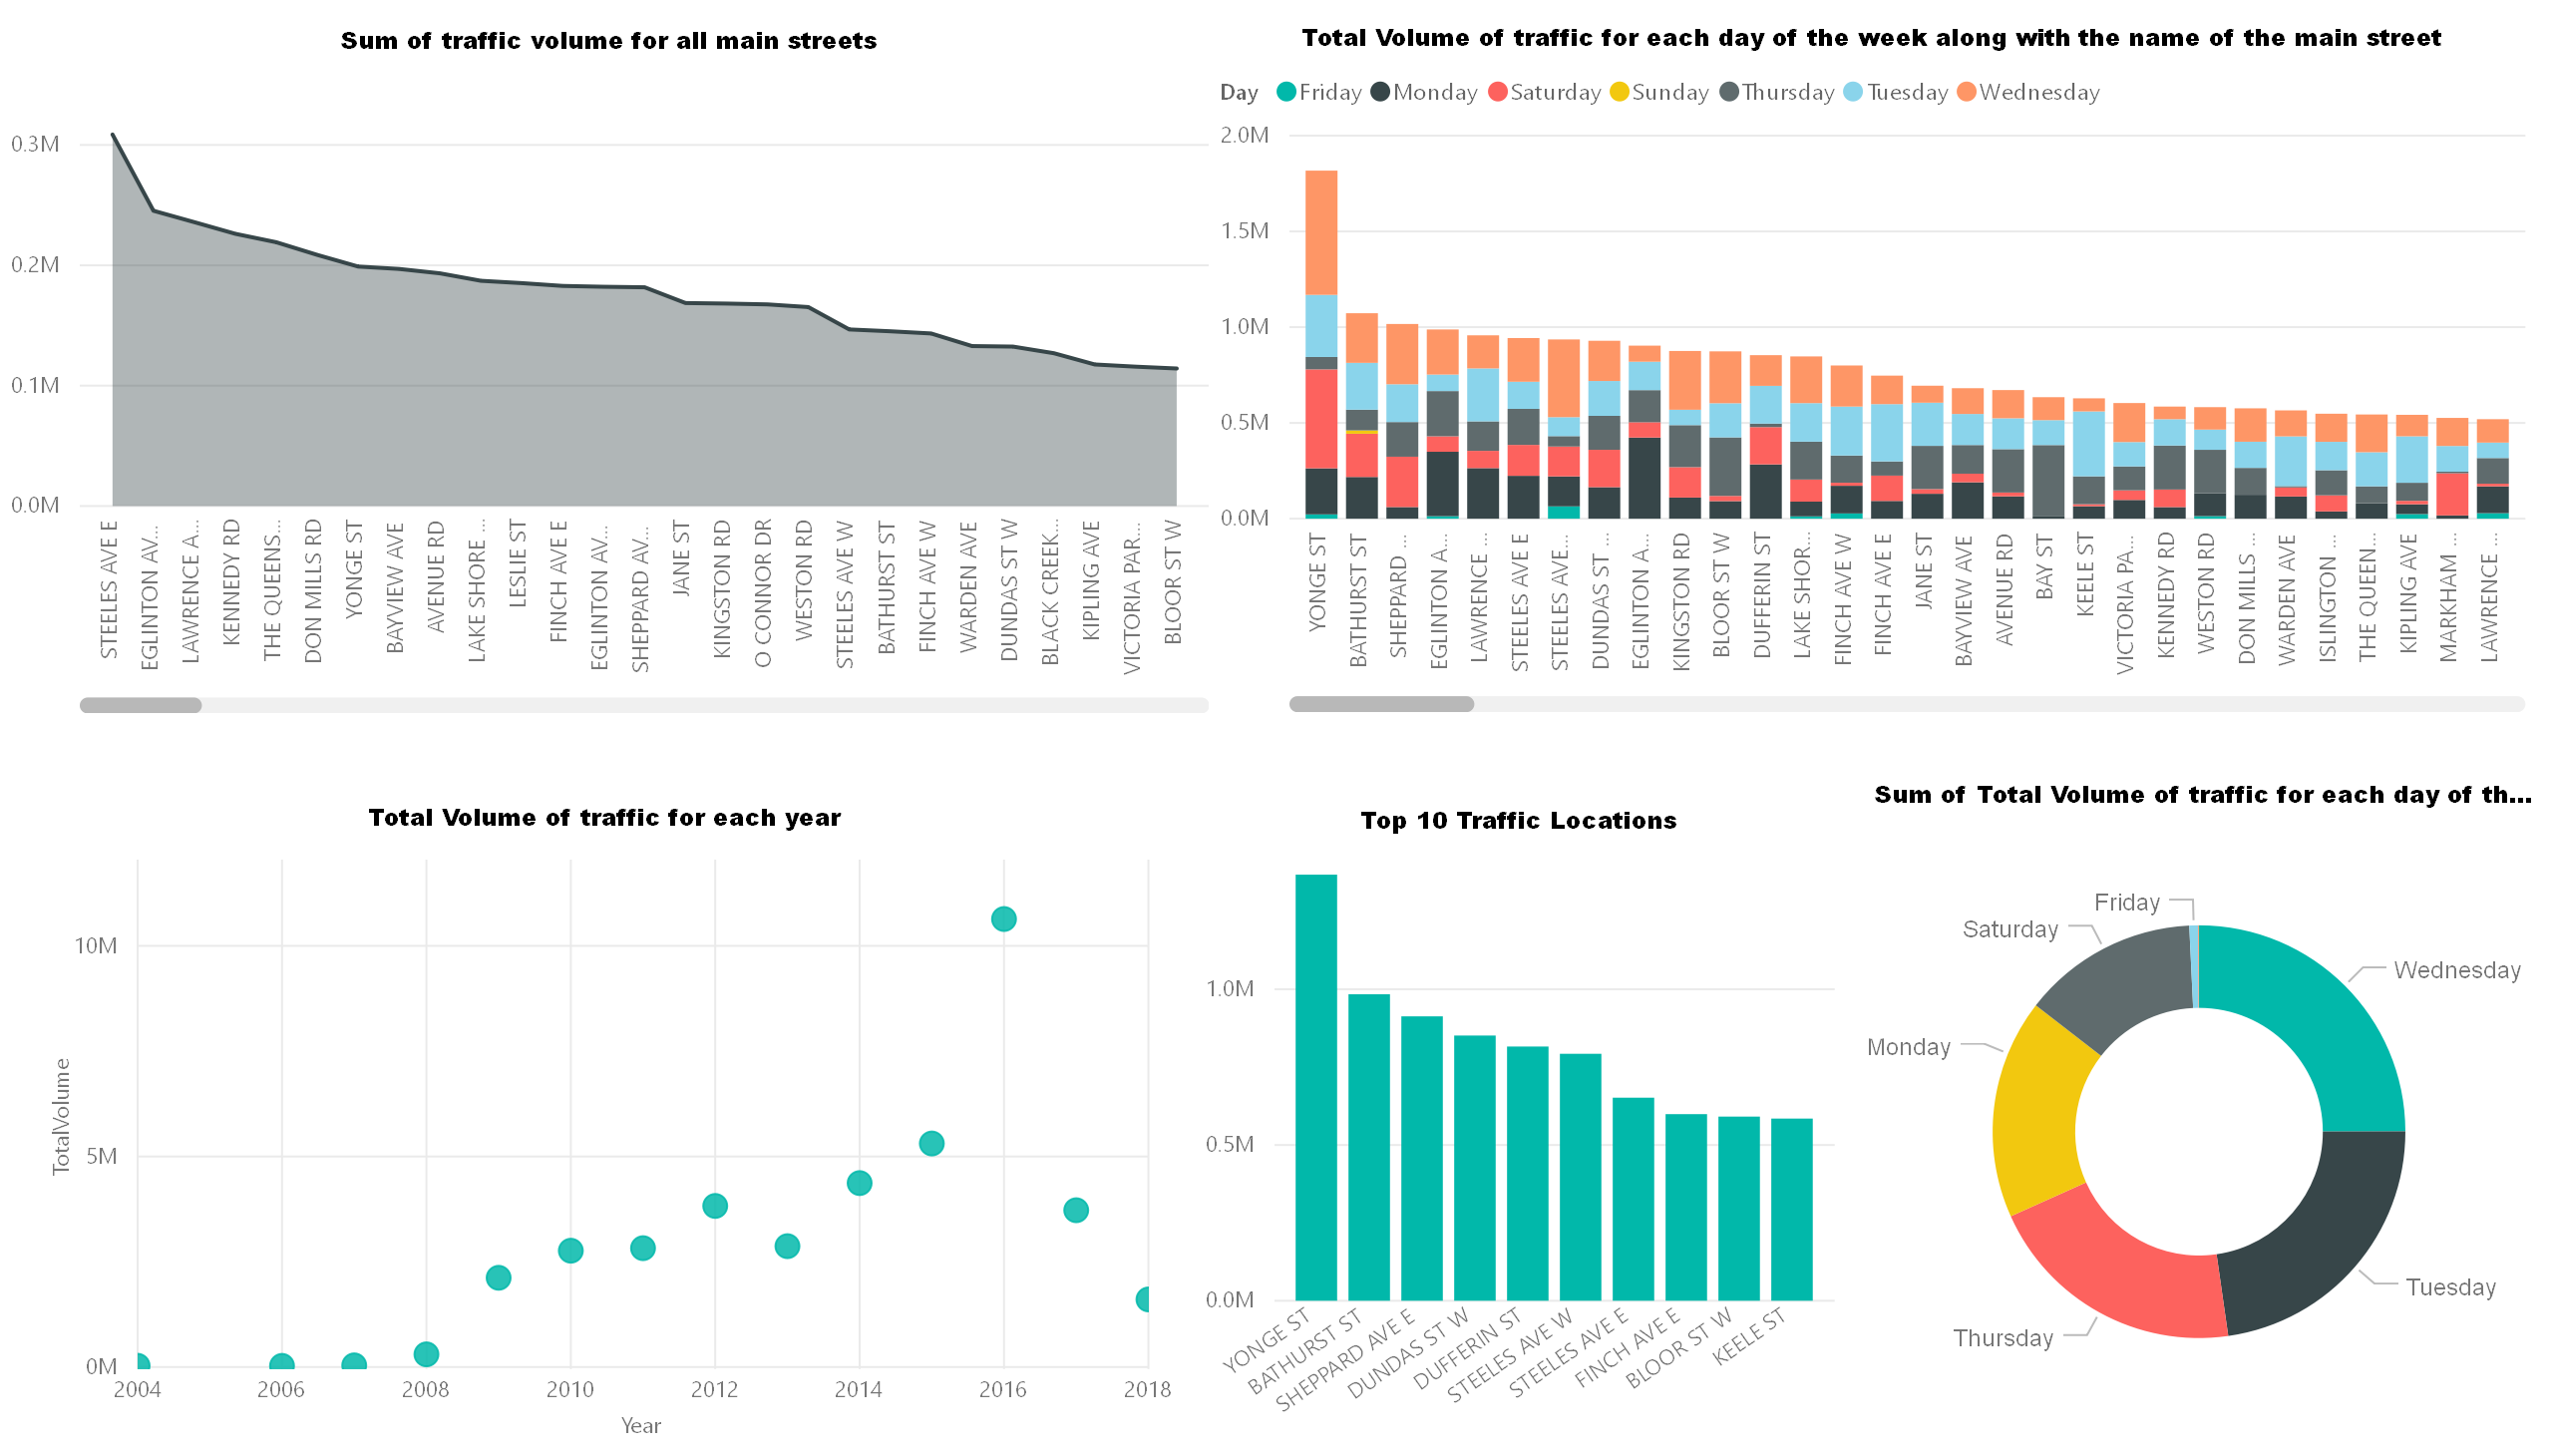 Sum of traffic volume for all main streets
0.3M
0.2M
0.1M
0.0M
STEELES AVE E
EGLINTON AV...
LAWRENCE A...
KENNEDY RD
THE QUEENS...
DON MILLS RD
YONGE ST
BAYVIEW AVE
AVENUE RD
LAKE SHORE ...
LESLIE ST
FINCH AVE E
EGLINTON AV...
SHEPPARD AV...
JANE ST
KINGSTON RD
O CONNOR DR
WESTON RD
STEELES AVE W
BATHURST ST
FINCH AVE W
WARDEN AVE
DUNDAS ST W
BLACK CREEK...
KIPLING AVE
VICTORIA PAR...
BLOOR ST W
Total Volume of traffic for each day of the week along with the name of the main street
Day Friday Monday Saturday Sunday Thursday Tuesday Wednesday
2.0M
1.5M
1.0M
0.5M
0.0M
YONGE ST
BATHURST ST
SHEPPARD ...
EGLINTON A...
LAWRENCE ...
STEELES AVE E
STEELES AVE...
DUNDAS ST ...
EGLINTON A...
KINGSTON RD
BLOOR ST W
DUFFERIN ST
LAKE SHOR...
FINCH AVE W
FINCH AVE E
JANE ST
BAYVIEW AVE
AVENUE RD
BAY ST
KEELE ST
VICTORIA PA...
KENNEDY RD
WESTON RD
DON MILLS ...
WARDEN AVE
ISLINGTON ...
THE QUEEN...
KIPLING AVE
MARKHAM ...
LAWRENCE ...
Total Volume of traffic for each year
TotalVolume
10M
5M
0M
2004 2006 2008 2010 2012 2014 2016 2018
Year
Top 10 Traffic Locations
1.0M
0.5M
0.0M
YONGE ST
BATHURST ST
SHEPPARD AVE E
DUNDAS ST W
DUFFERIN ST
STEELES AVE W
STEELES AVE E
FINCH AVE E
BLOOR ST W
KEELE ST
Sum of Total Volume of traffic for each day of th...
Friday
Saturday
Wednesday
Monday
Tuesday
Thursday